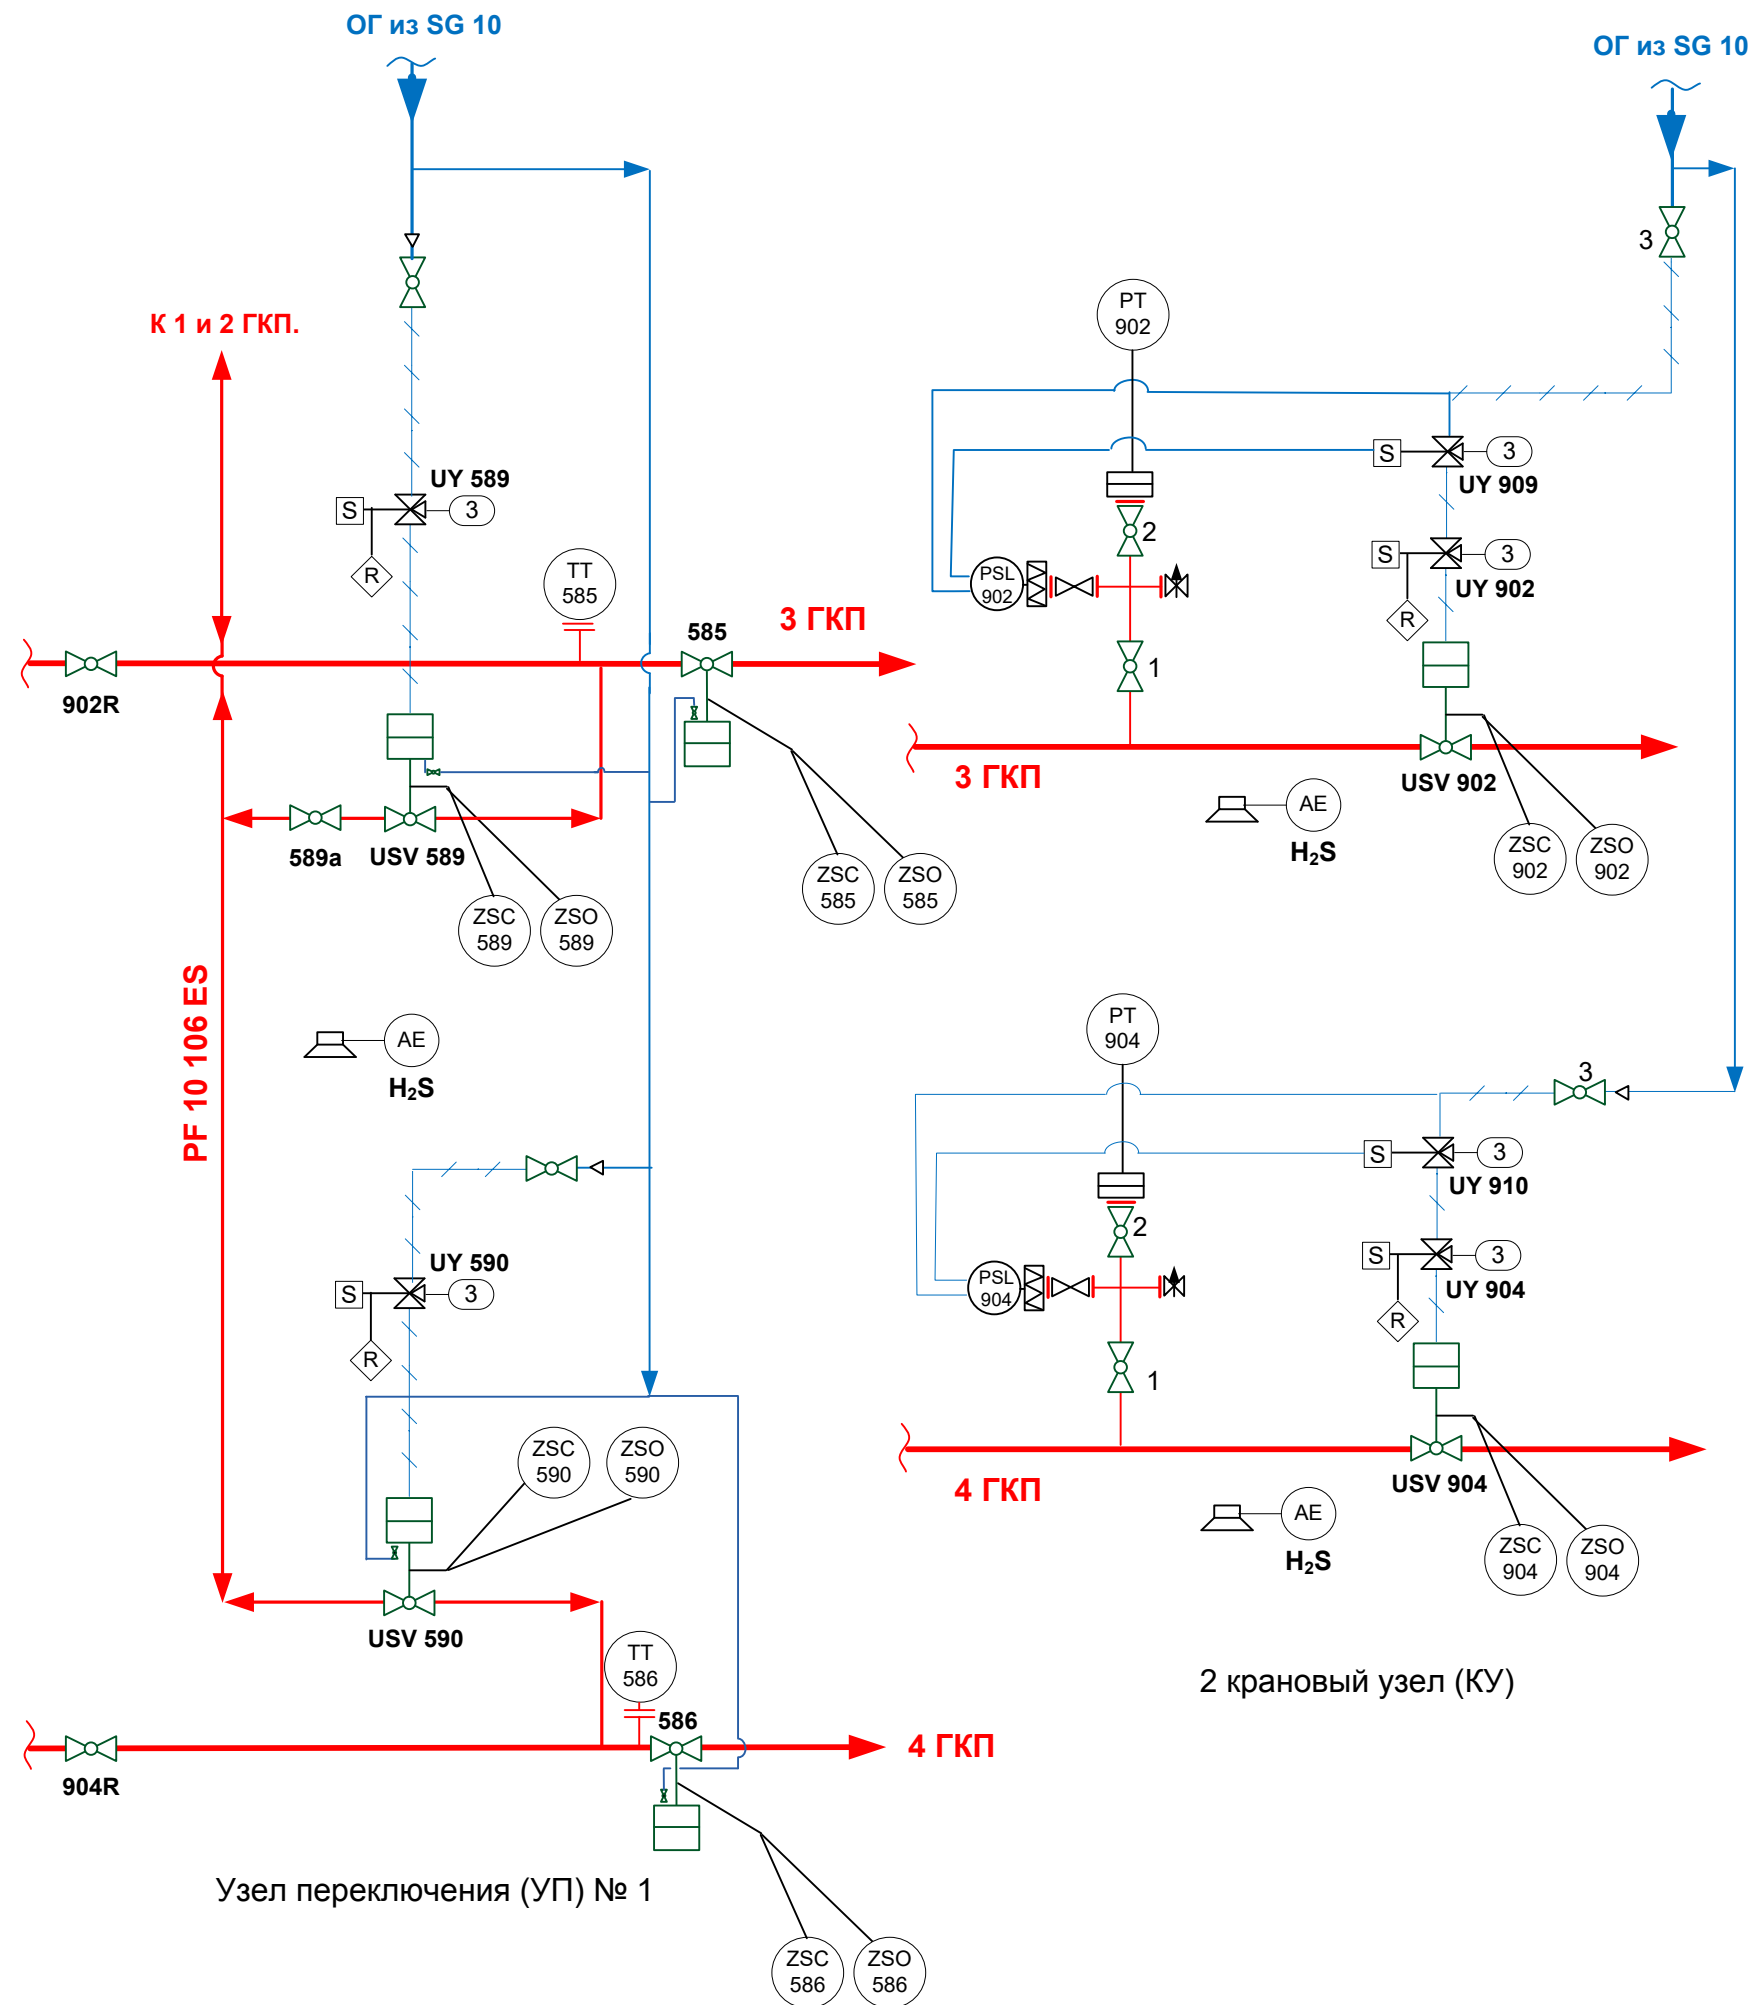 ОГ из SG 10
ОГ из SG 10
3
К 1 и 2 ГКП.
PT
902
UY 589
S
3
R
S
3
UY 909
2
S
3
UY 902
R
PSL
902
TT
585
3 ГКП
585
1
902R
3 ГКП
USV 902
AE
H₂S
ZSC
902
ZSO
902
589a
USV 589
ZSC
585
ZSO
585
ZSC
589
ZSO
589
PF 10 106 ES
AE
H₂S
PT
904
3
S
3
UY 910
2
S
3
UY 904
R
PSL
904
UY 590
S
3
R
1
ZSC
590
ZSO
590
4 ГКП
USV 904
AE
H₂S
ZSC
904
ZSO
904
USV 590
TT
586
2 крановый узел (КУ)
586
4 ГКП
904R
Узел переключения (УП) № 1
ZSC
586
ZSO
586